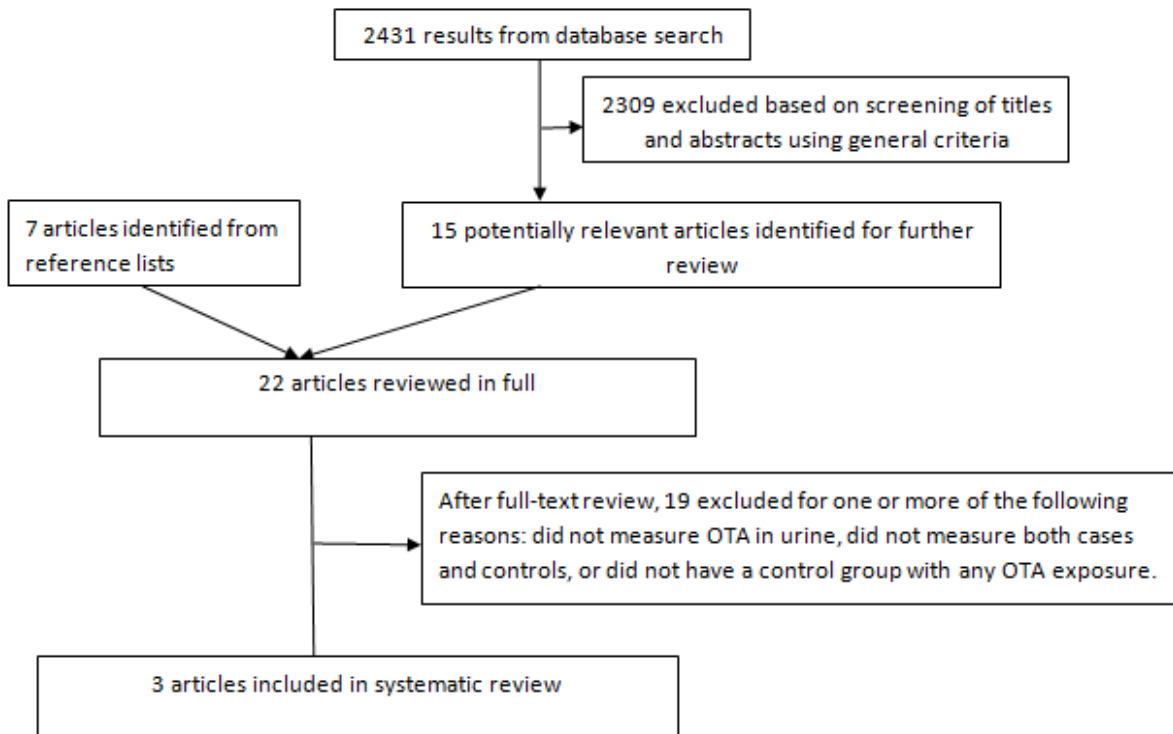 2431 results from database search
2309 excluded based on screening of titles
and abstracts using general criteria
7 articles identified from
reference lists
15 potentially relevant articles identified for further
review
22 articles reviewed in full
After full-text review, 19 excluded for one or more of the following
reasons: did not measure OTA in urine, did not measure both cases
and controls, or did not have a control group with any OTA exposure.
3 articles included in systematic review